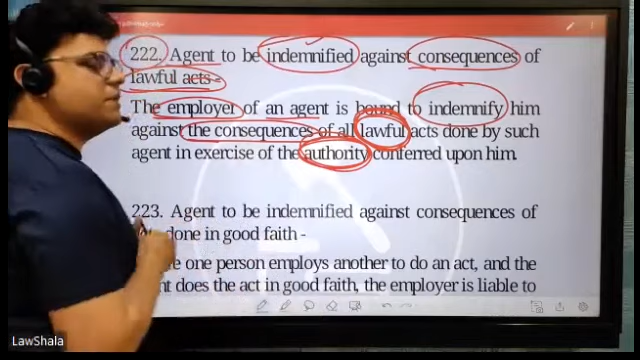 222. Agent to be indemnified against consequences of
lawful acts -
The employer of an agent is bound to indemnify him
against the consequences of all lawful acts done by such
agent in exercise of the authority conferred upon him.
223. Agent to be indemnified against consequences of
done in good faith -
one person employs another to do an act, and the
does the act in good faith, the employer is liable to
LawShala